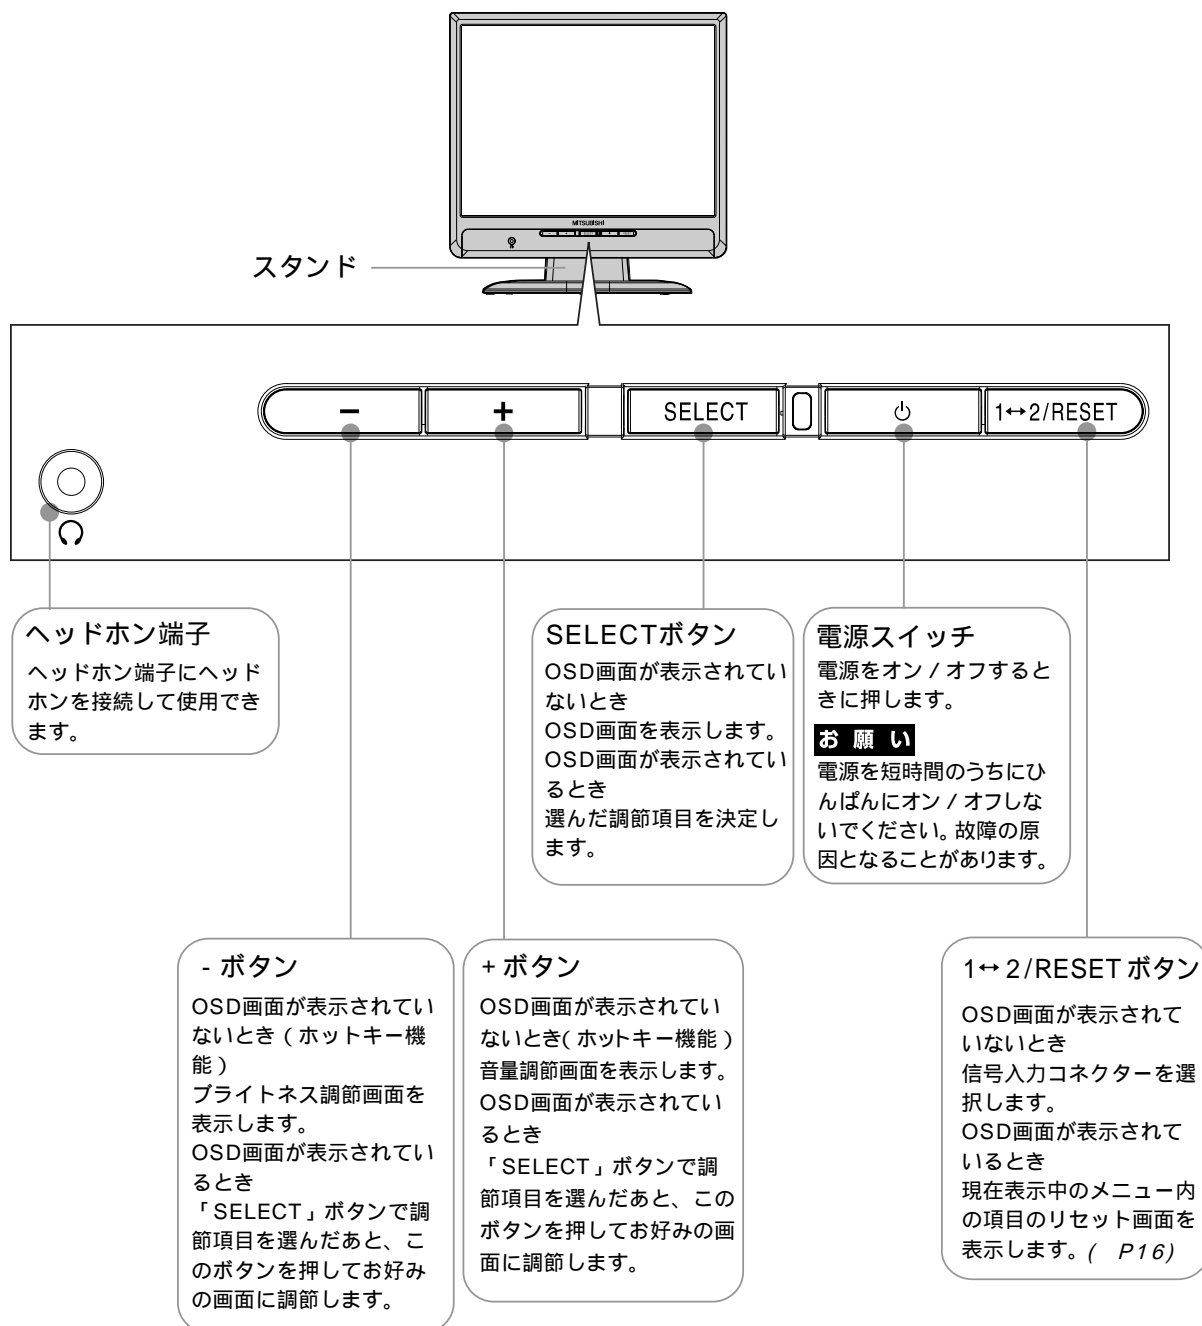 MITSUBISHI
スタンド
−
+
SELECT
1↔2/RESET
ヘッドホン端子
ヘッドホン端子にヘッド
ホンを接続して使用でき
ます。
SELECTボタン
OSD画面が表示されてい
ないとき
OSD画面を表示します。
OSD画面が表示されてい
るとき
選んだ調節項目を決定し
ます。
電源スイッチ
電源をオン / オフすると
きに押します。
お 願 い
電源を短時間のうちにひ
んぱんにオン / オフしな
いでください。故障の原
因となることがあります。
- ボタン
OSD画面が表示されてい
ないとき ( ホットキー機
能 )
ブライトネス調節画面を
表示します。
OSD画面が表示されてい
るとき
「SELECT」ボタンで調
節項目を選んだあと、こ
のボタンを押してお好み
の画面に調節します。
+ ボタン
OSD画面が表示されてい
ないとき( ホットキー機能 )
音量調節画面を表示します。
OSD画面が表示されてい
るとき
「SELECT」ボタンで調
節項目を選んだあと、この
ボタンを押してお好みの画
面に調節します。
1↔2/RESET ボタン
OSD画面が表示されて
いないとき
信号入力コネクターを選
択します。
OSD画面が表示されて
いるとき
現在表示中のメニュー内
の項目のリセット画面を
表示します。( P16)